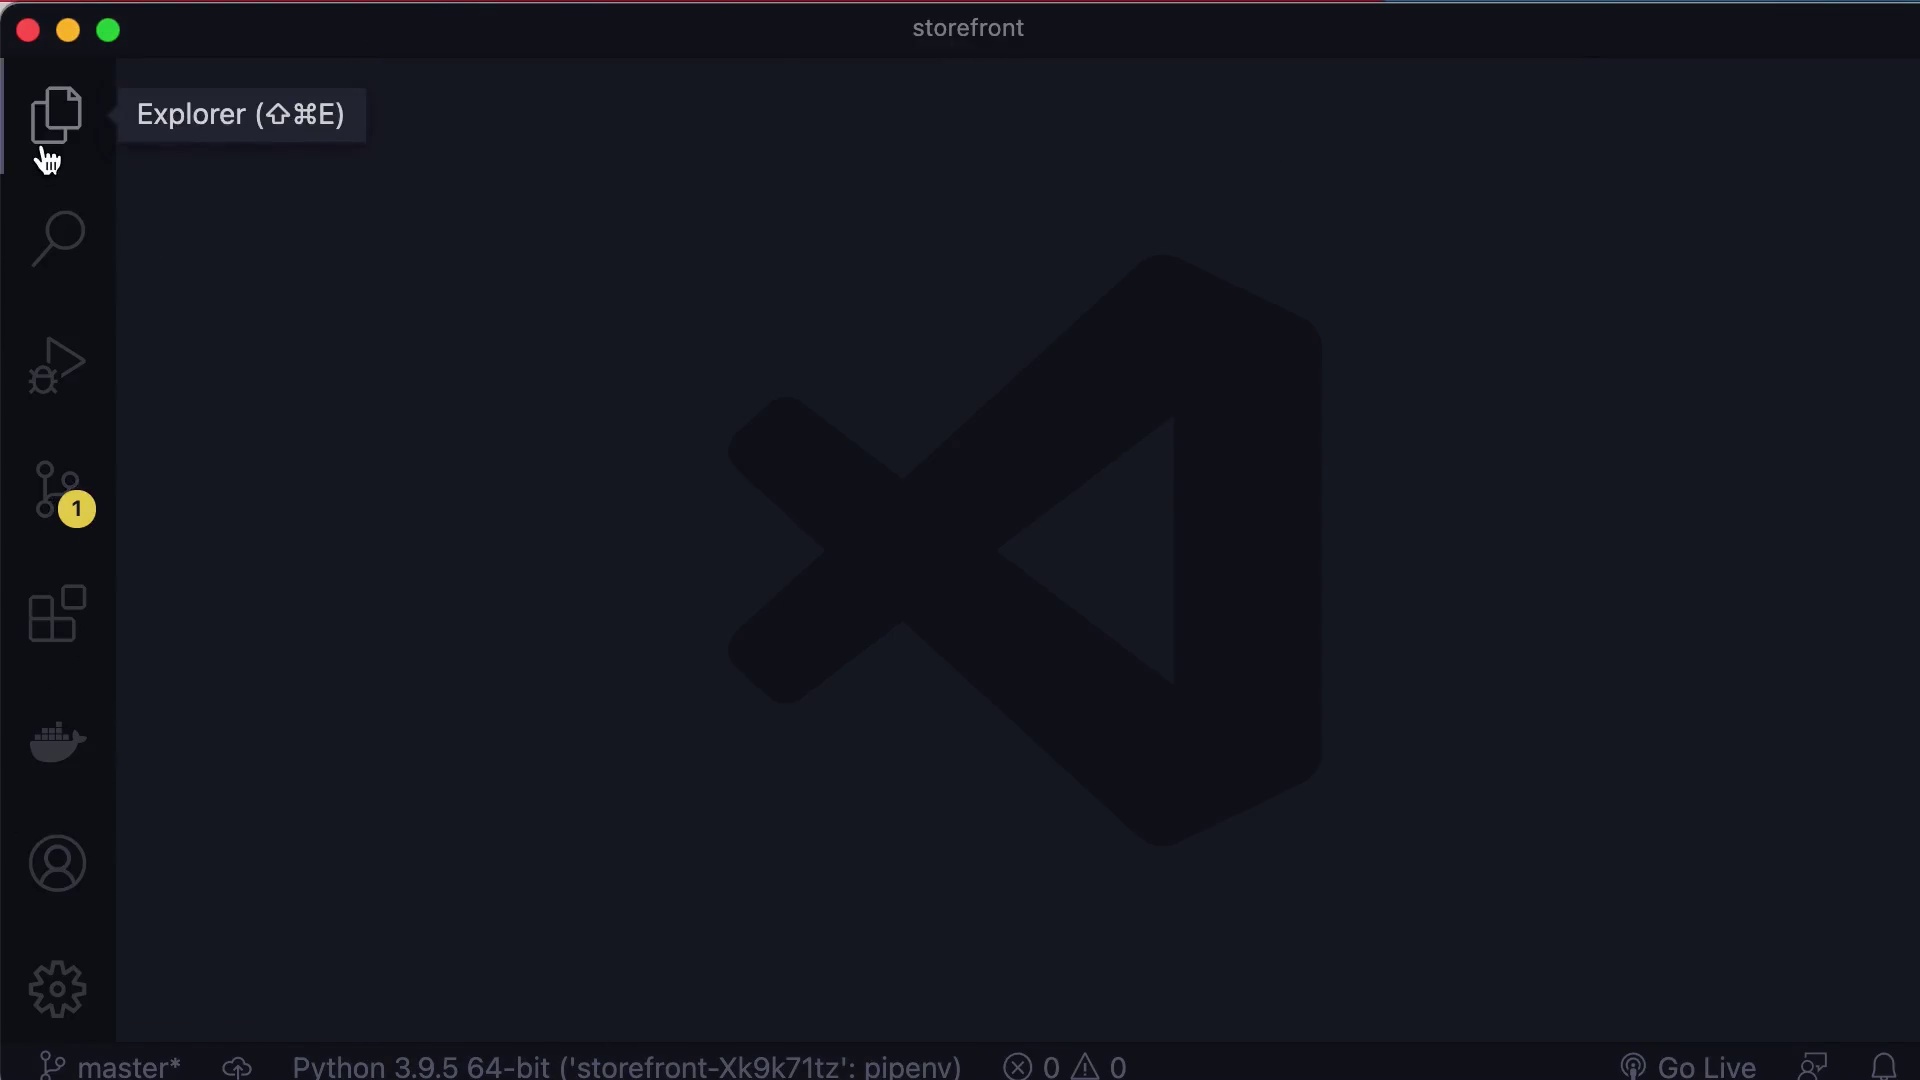 storefront
Explorer (⇧⌘E)
1
master*
Python 3.9.5 64-bit ('storefront-Xk9k71tz': pipenv)
0
0
Go Live